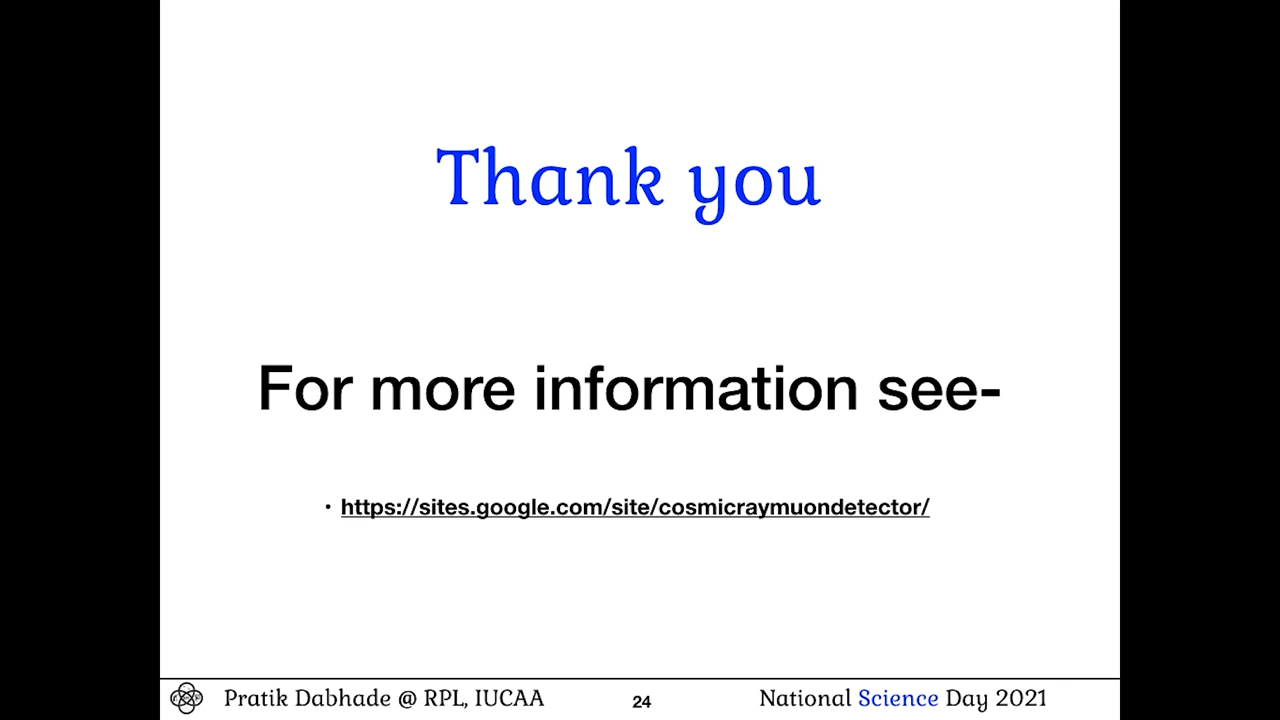 Thank you
For more information see-
• https://sites.google.com/site/cosmicraymuondetector/
Pratik Dabhade @ RPL, IUCAA 24 National Science Day 2021